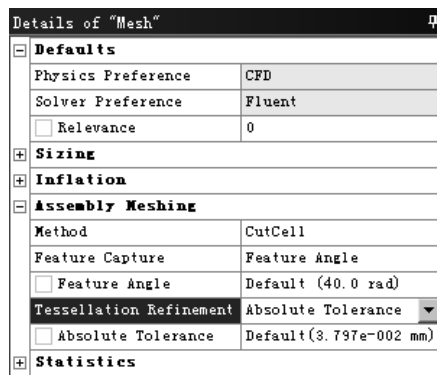 Details of "Mesh"
Defaults
Physics Preference CFD
Solver Preference Fluent
Relevance 0
Sizing
Inflation
Assembly Meshing
Method CutCell
Feature Capture Feature Angle
Feature Angle Default (40.0 rad)
Tessellation Refinement Absolute Tolerance
Absolute Tolerance Default(3.797e-002 mm)
Statistics